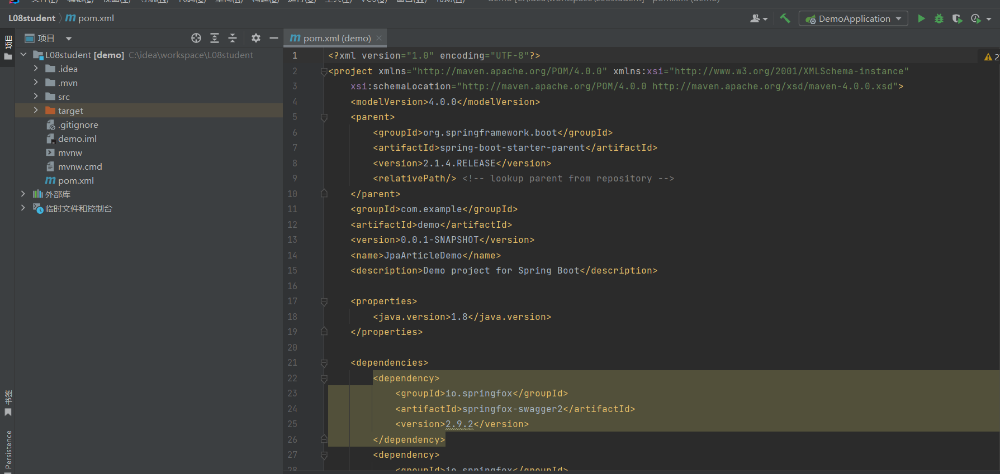 L08student pom.xml
DemoApplication
项目
项目
pom.xml (demo)
L08student [demo] C:\idea\workspace\L08student
.idea
.mvn
src
target
.gitignore
demo.iml
mvnw
mvnw.cmd
pom.xml
外部库
临时文件和控制台
书签
Persistence
2
1 <?xml version="1.0" encoding="UTF-8"?>
2 <project xmlns="http://maven.apache.org/POM/4.0.0" xmlns:xsi="http://www.w3.org/2001/XMLSchema-instance"
3 xsi:schemaLocation="http://maven.apache.org/POM/4.0.0 http://maven.apache.org/xsd/maven-4.0.0.xsd">
4 <modelVersion>4.0.0</modelVersion>
5 <parent>
6 <groupId>org.springframework.boot</groupId>
7 <artifactId>spring-boot-starter-parent</artifactId>
8 <version>2.1.4.RELEASE</version>
9 <relativePath/> <!-- lookup parent from repository -->
10 </parent>
11 <groupId>com.example</groupId>
12 <artifactId>demo</artifactId>
13 <version>0.0.1-SNAPSHOT</version>
14 <name>JpaArticleDemo</name>
15 <description>Demo project for Spring Boot</description>
16
17 <properties>
18 <java.version>1.8</java.version>
19 </properties>
20
21 <dependencies>
22 <dependency>
23 <groupId>io.springfox</groupId>
24 <artifactId>springfox-swagger2</artifactId>
25 <version>2.9.2</version>
26 </dependency>
27 <dependency>
28 <groupId>io.springfox</groupId>